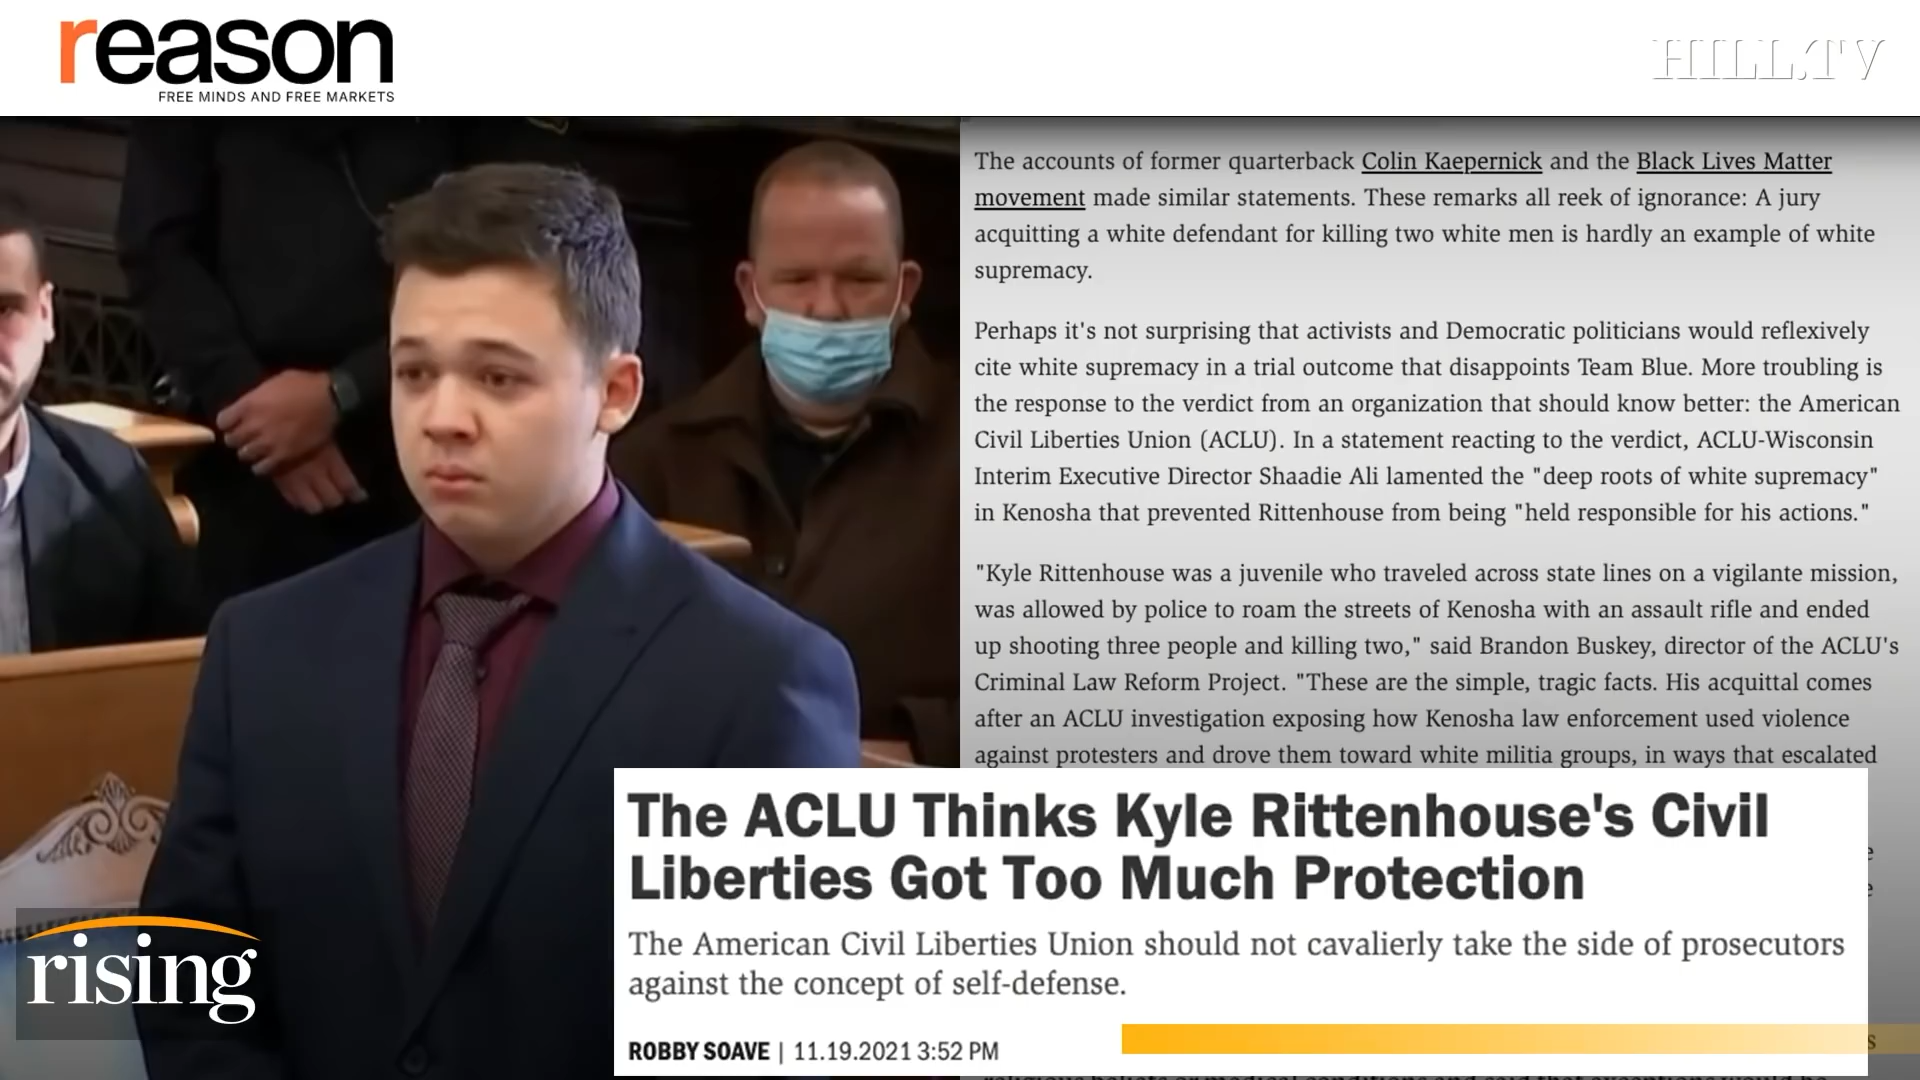 reason
FREE MINDS AND FREE MARKETS
HILL.TV
The accounts of former quarterback Colin Kaepernick and the Black Lives Matter
movement made similar statements. These remarks all reek of ignorance: A jury
acquitting a white defendant for killing two white men is hardly an example of white
supremacy.
Perhaps it's not surprising that activists and Democratic politicians would reflexively
cite white supremacy in a trial outcome that disappoints Team Blue. More troubling is
the response to the verdict from an organization that should know better: the American
Civil Liberties Union (ACLU). In a statement reacting to the verdict, ACLU-Wisconsin
Interim Executive Director Shaadie Ali lamented the "deep roots of white supremacy"
in Kenosha that prevented Rittenhouse from being "held responsible for his actions."
"Kyle Rittenhouse was a juvenile who traveled across state lines on a vigilante mission,
was allowed by police to roam the streets of Kenosha with an assault rifle and ended
up shooting three people and killing two," said Brandon Buskey, director of the ACLU's
Criminal Law Reform Project. "These are the simple, tragic facts. His acquittal comes
after an ACLU investigation exposing how Kenosha law enforcement used violence
against protesters and drove them toward white militia groups, in ways that escalated
The ACLU Thinks Kyle Rittenhouse's Civil
Liberties Got Too Much Protection
The American Civil Liberties Union should not cavalierly take the side of prosecutors
against the concept of self-defense.
ROBBY SOAVE | 11.19.2021 3:52 PM
rising